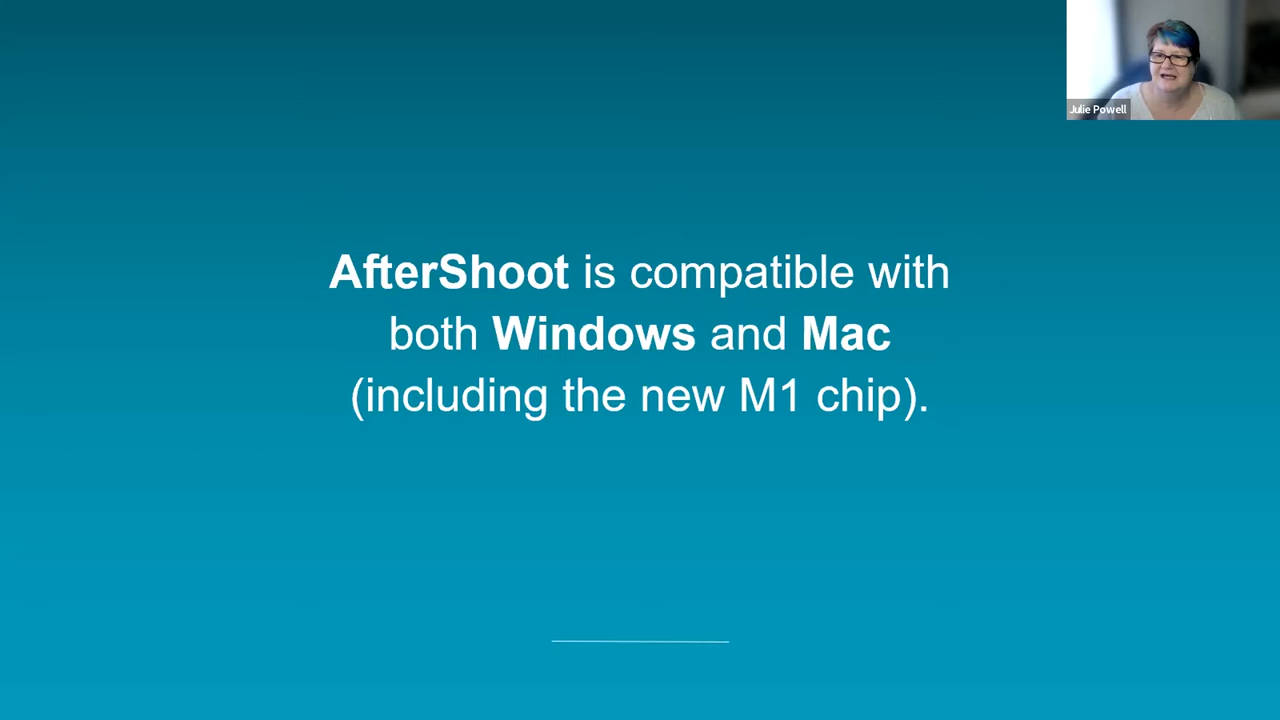 Julie Powell
AfterShoot is compatible with
both Windows and Mac
(including the new M1 chip).